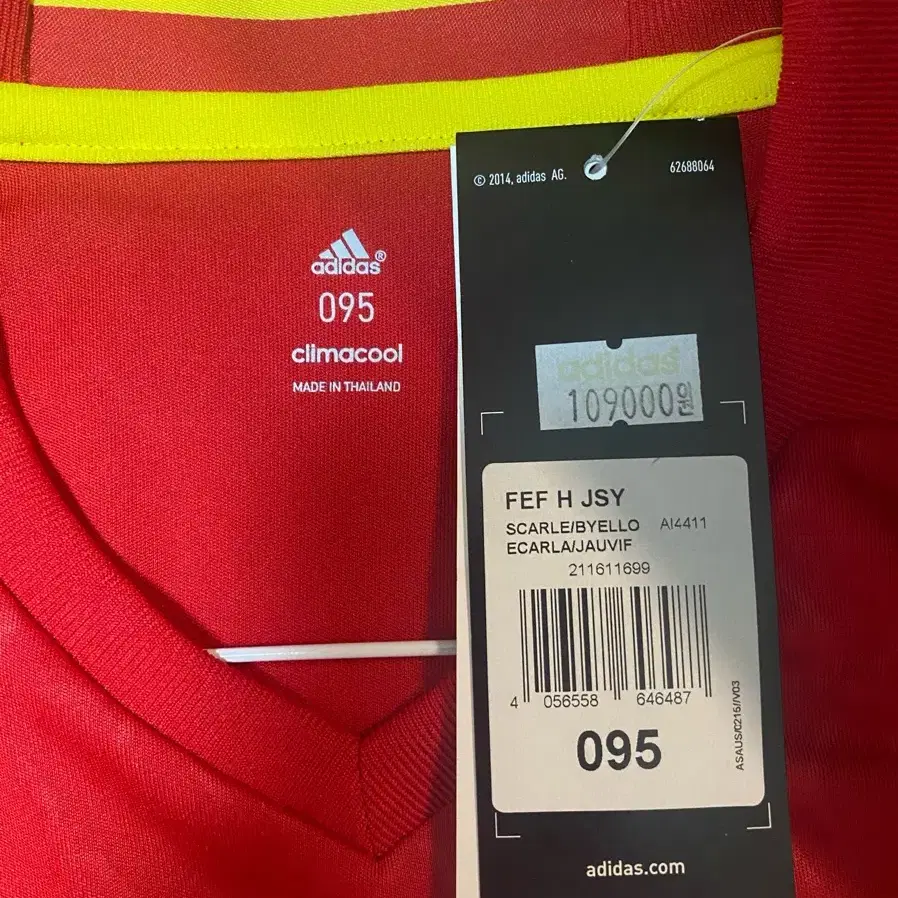 adidas®
095
climacool
MADE IN THAILAND
© 2014, adidas AG.
62688064
adidas
109000원
FEF H JSY
SCARLE/BYELLO AI4411
ECARLA/JAUVIF
211611699
4 056558 646487
095
ASAUS/0216//V03
adidas.com